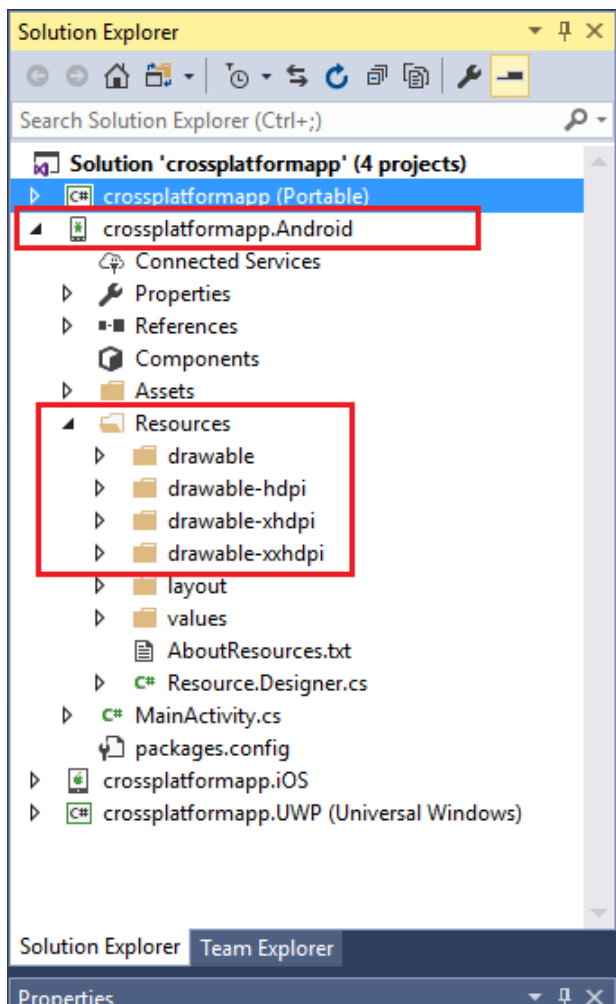 Solution Explorer
Search Solution Explorer (Ctrl+;)
Solution 'crossplatformapp' (4 projects)
C# crossplatformapp (Portable)
crossplatformapp.Android
Connected Services
Properties
References
Components
Assets
Resources
drawable
drawable-hdpi
drawable-xhdpi
drawable-xxhdpi
layout
values
AboutResources.txt
C# Resource.Designer.cs
C# MainActivity.cs
packages.config
crossplatformapp.iOS
C# crossplatformapp.UWP (Universal Windows)
Solution Explorer Team Explorer
Properties